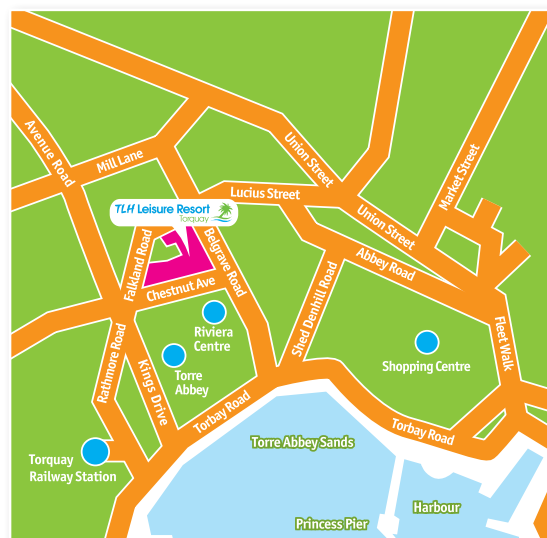 Avenue Road
Mill Lane
Union Street
Market Street
Lucius Street
TLH Leisure Resort
Torquay
Union Street
Falkland Road
Belgrave Road
Abbey Road
Chestnut Ave
Shed Denhill Road
Riviera
Centre
Rathmore Road
Kings Drive
Torre
Abbey
Shopping Centre
Fleet Walk
Torbay Road
Torbay Road
Torre Abbey Sands
Torquay
Railway Station
Harbour
Princess Pier